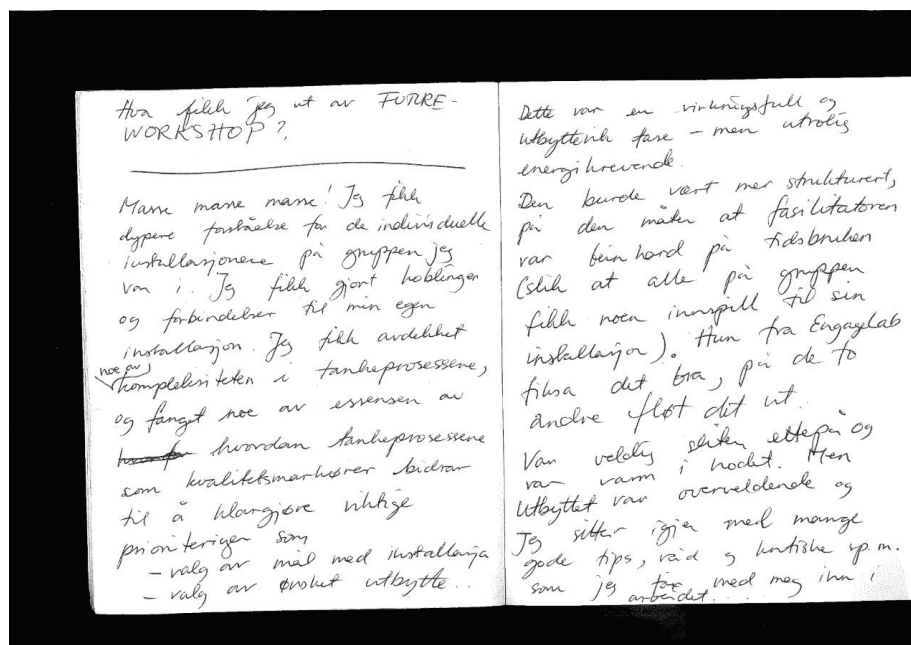 Hva fikk jeg ut av FUTURE-
WORKSHOP?
Masse masse masse! Jeg fikk
dypere forståelse for de individuelle
installasjonene på gruppen jeg
var i. Jeg fikk gjort koblinger
og forbindelser til min egen
installasjon. Jeg fikk avdekket
noe av
kompleksiteten i tankeprosessene,
og fanget noe av essensen av
hvordan tankeprosessene
som kvalitetsmarkører bidrar
til å klargjøre viktige
prioriteringer som
- valg av mål med installasja
- valg av ønsket utbytte..
Dette var en virkningsfull og
utbytterik fase – men utrolig
energikrevende.
Den burde vært mer strukturert,
på den måten at fasilitatoren
var beinhard på tidsbruken
(slik at alle på gruppen
fikk noen innspill til sin
installasjon). Hun fra EngageLab
fiksa det bra, på de to
andre fløt det ut.
Var veldig sliten etterpå og
var varm i hodet. Men
utbyttet var overveldende og
Jeg sitter igjen med mange
gode tips, råd og kritiske sp.m.
som jeg tar med meg inn i
arbeidet...